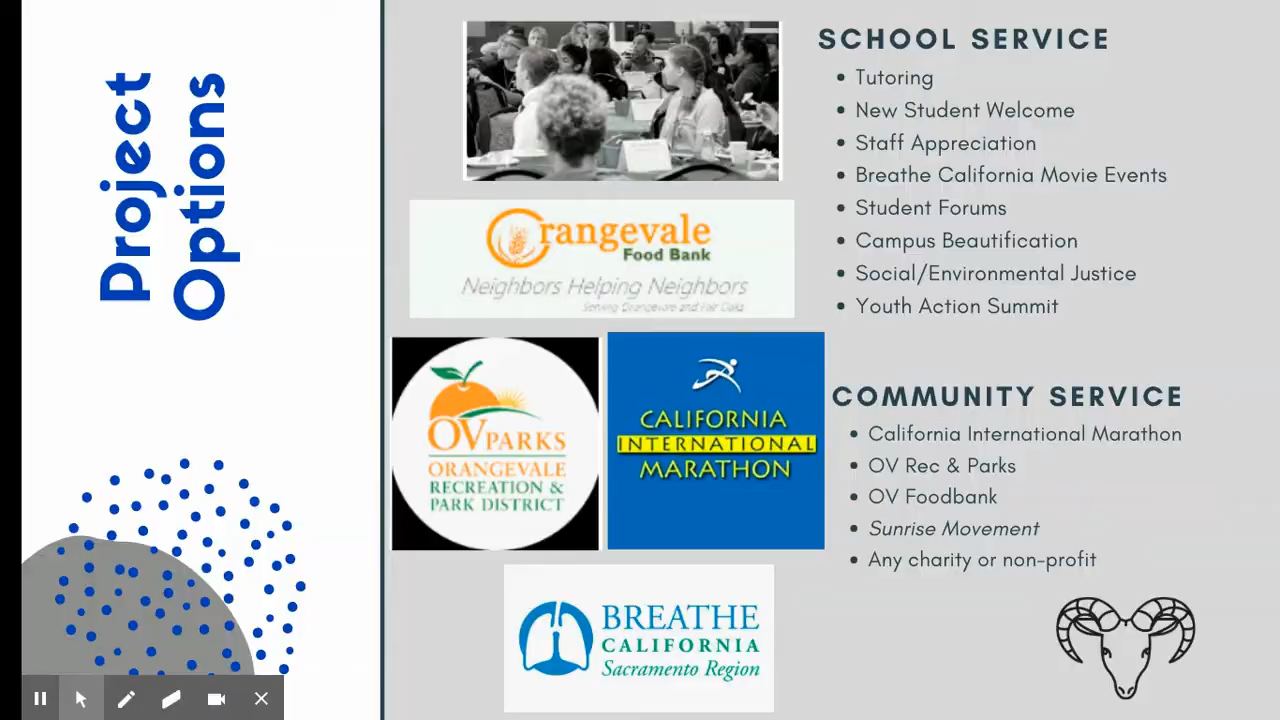 Project
Options
SCHOOL SERVICE
Tutoring
New Student Welcome
Staff Appreciation
Breathe California Movie Events
Student Forums
Campus Beautification
Social/Environmental Justice
Youth Action Summit
COMMUNITY SERVICE
California International Marathon
OV Rec & Parks
OV Foodbank
Sunrise Movement
Any charity or non-profit
Orangevale
Food Bank
Neighbors Helping Neighbors
Serving Orangevale and Fair Oaks
OV PARKS
ORANGEVALE
RECREATION &
PARK DISTRICT
CALIFORNIA
INTERNATIONAL
MARATHON
BREATHE
CALIFORNIA
Sacramento Region